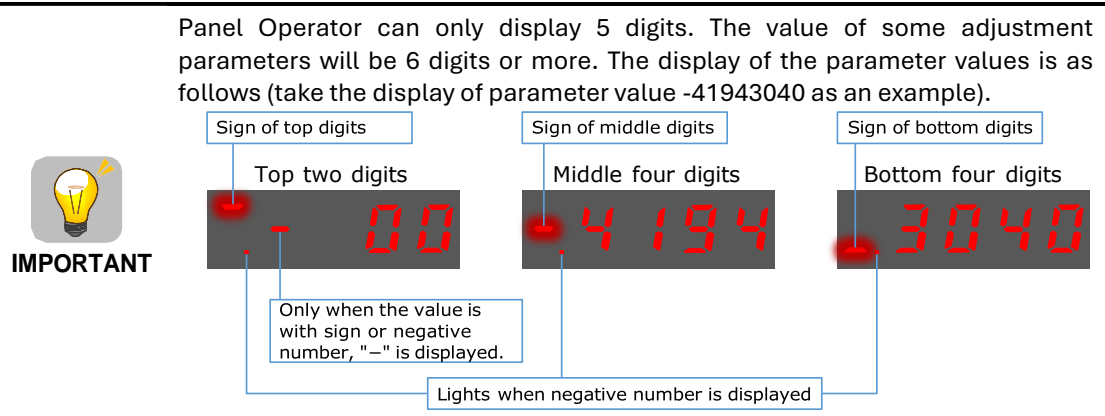 Panel Operator can only display 5 digits. The value of some adjustment
parameters will be 6 digits or more. The display of the parameter values is as
follows (take the display of parameter value -41943040 as an example).
Sign of top digits
Sign of middle digits
Sign of bottom digits
Top two digits
Middle four digits
Bottom four digits
- 00
4194
3040
IMPORTANT
Only when the value is
with sign or negative
number, "−" is displayed.
Lights when negative number is displayed